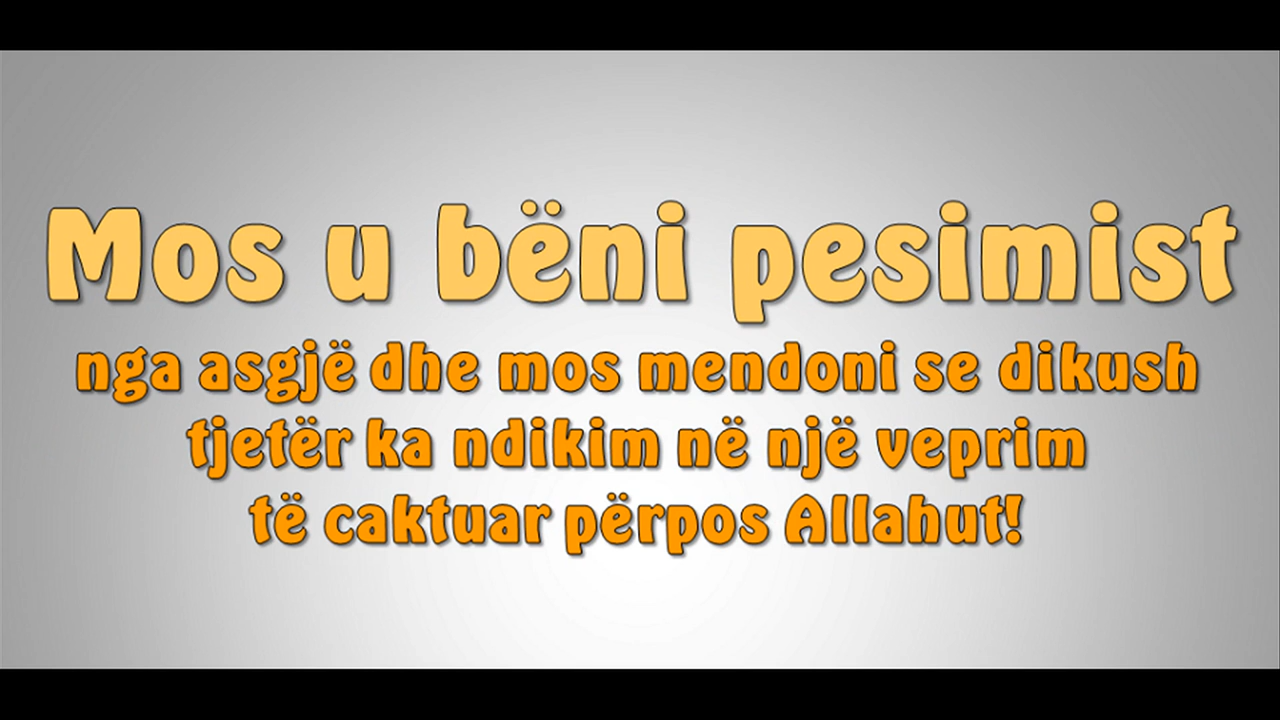 Mos u bëni pesimist
nga asgjë dhe mos mendoni se dikush
tjetër ka ndikim në një veprim
të caktuar përpos Allahut!